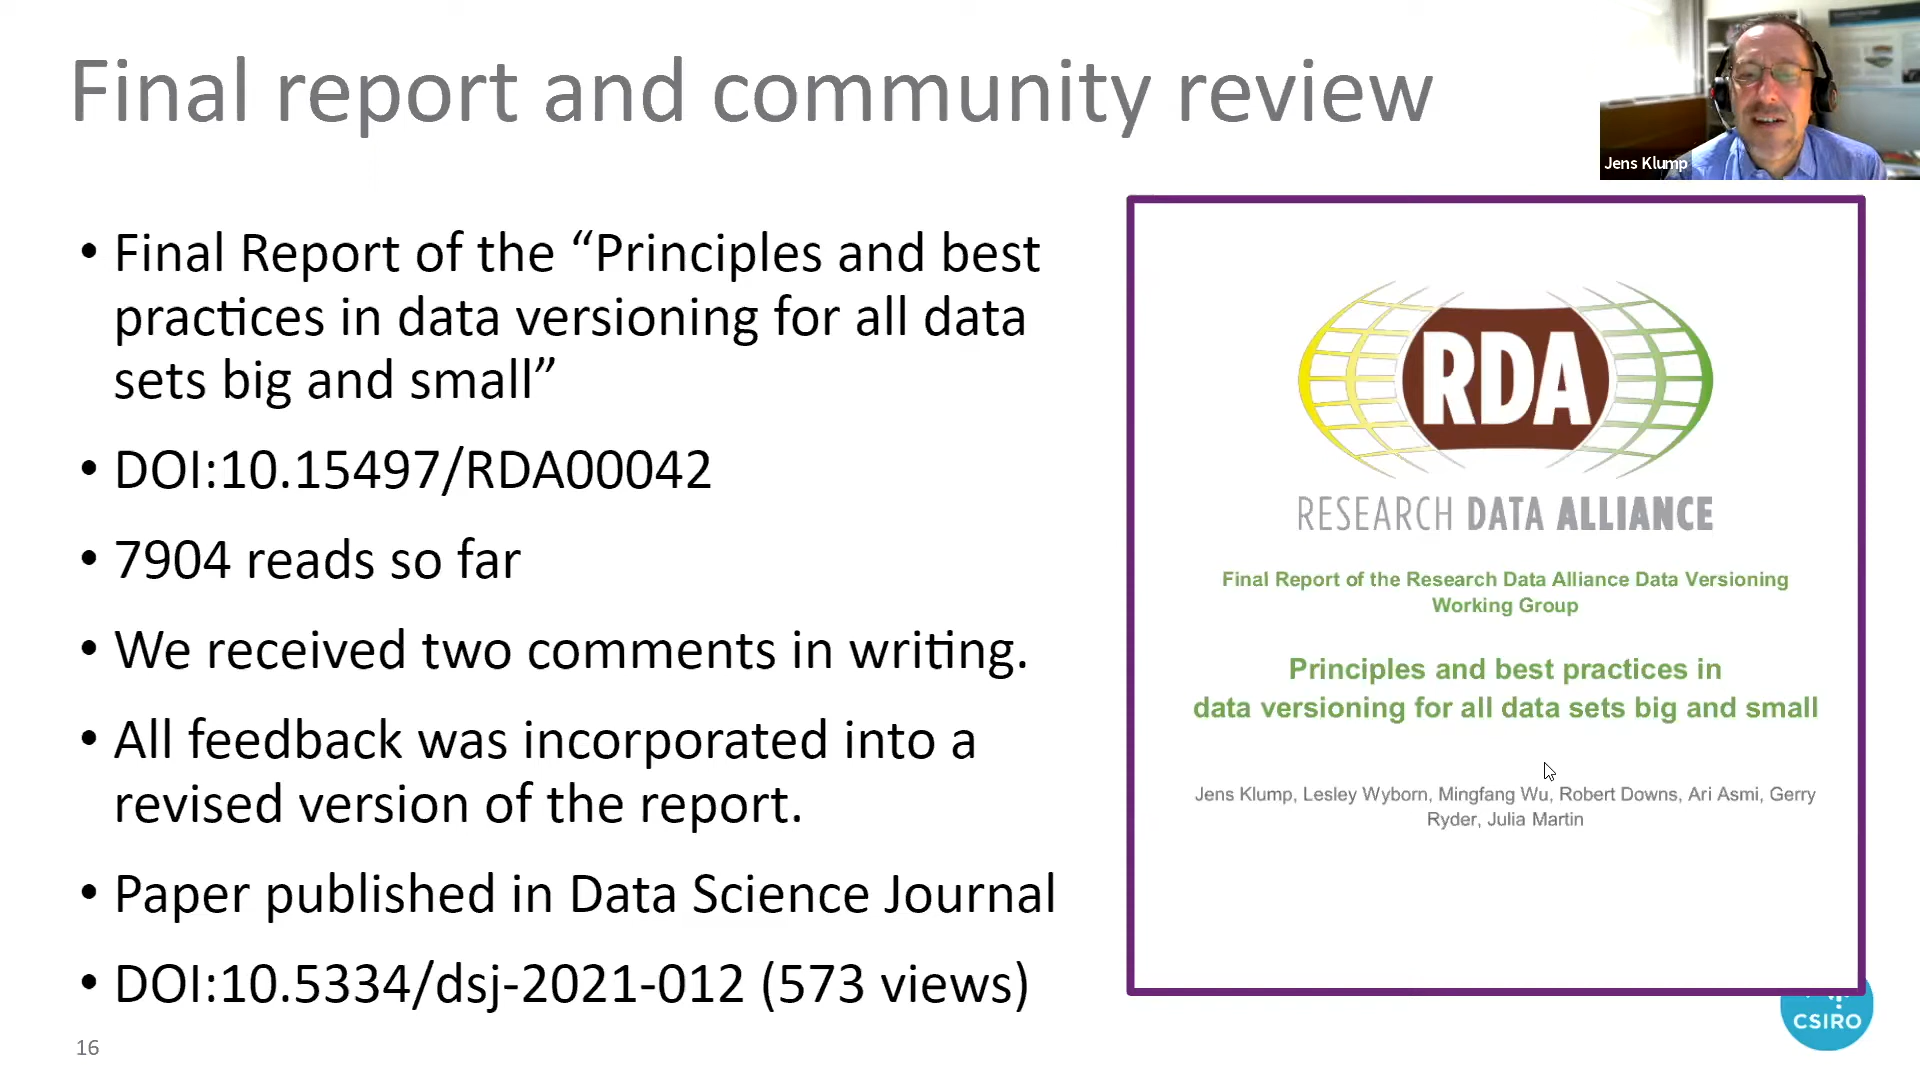 Final report and community review
Jens Klump
• Final Report of the “Principles and best
practices in data versioning for all data
sets big and small”
• DOI:10.15497/RDA00042
• 7904 reads so far
• We received two comments in writing.
• All feedback was incorporated into a
revised version of the report.
• Paper published in Data Science Journal
• DOI:10.5334/dsj-2021-012 (573 views)
16
RDA
RESEARCH DATA ALLIANCE
Final Report of the Research Data Alliance Data Versioning
Working Group
Principles and best practices in
data versioning for all data sets big and small
Jens Klump, Lesley Wyborn, Mingfang Wu, Robert Downs, Ari Asmi, Gerry
Ryder, Julia Martin
CSIRO